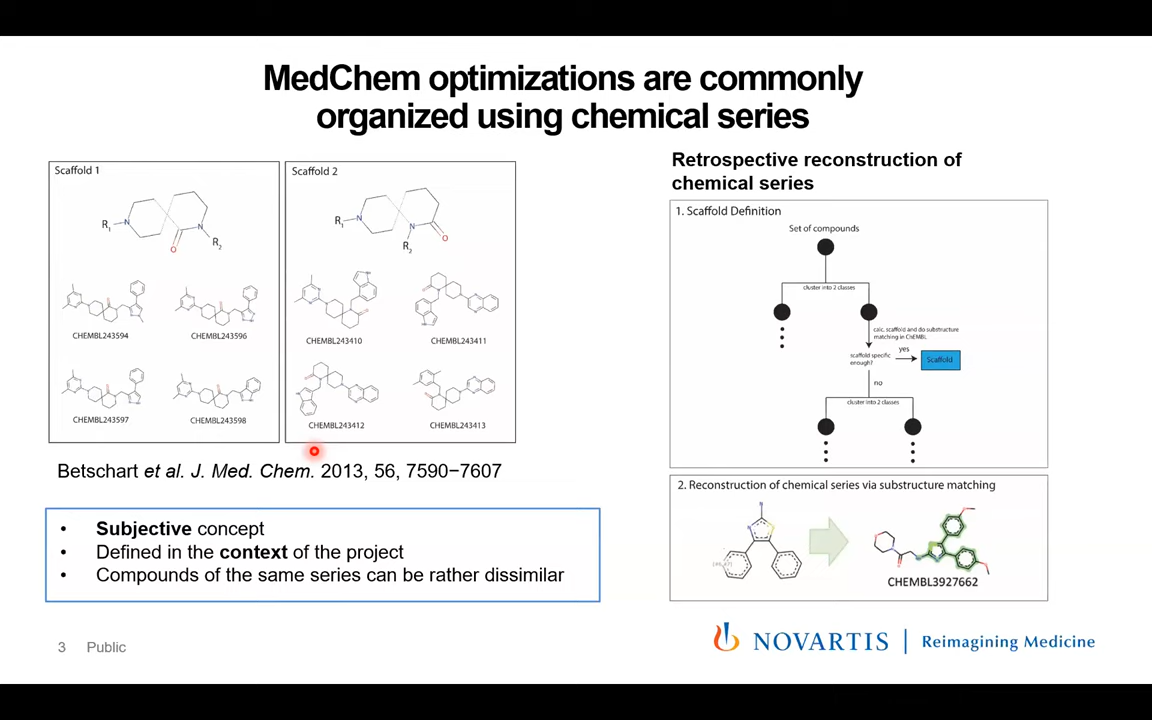 MedChem optimizations are commonly
organized using chemical series
Scaffold 1
R1
N
N
R2
O
CHEMBL243594
CHEMBL243596
CHEMBL243597
CHEMBL243598
Scaffold 2
R1
N
N
R2
O
CHEMBL243410
CHEMBL243411
CHEMBL243412
CHEMBL243413
Betschart et al. J. Med. Chem. 2013, 56, 7590−7607
• Subjective concept
• Defined in the context of the project
• Compounds of the same series can be rather dissimilar
Retrospective reconstruction of
chemical series
1. Scaffold Definition
Set of compounds
cluster into 2 classes
calc. scaffold and do substructure
matching in ChEMBL
scaffold specific
enough?
yes
Scaffold
no
cluster into 2 classes
2. Reconstruction of chemical series via substructure matching
CHEMBL3927662
3 Public
NOVARTIS | Reimagining Medicine